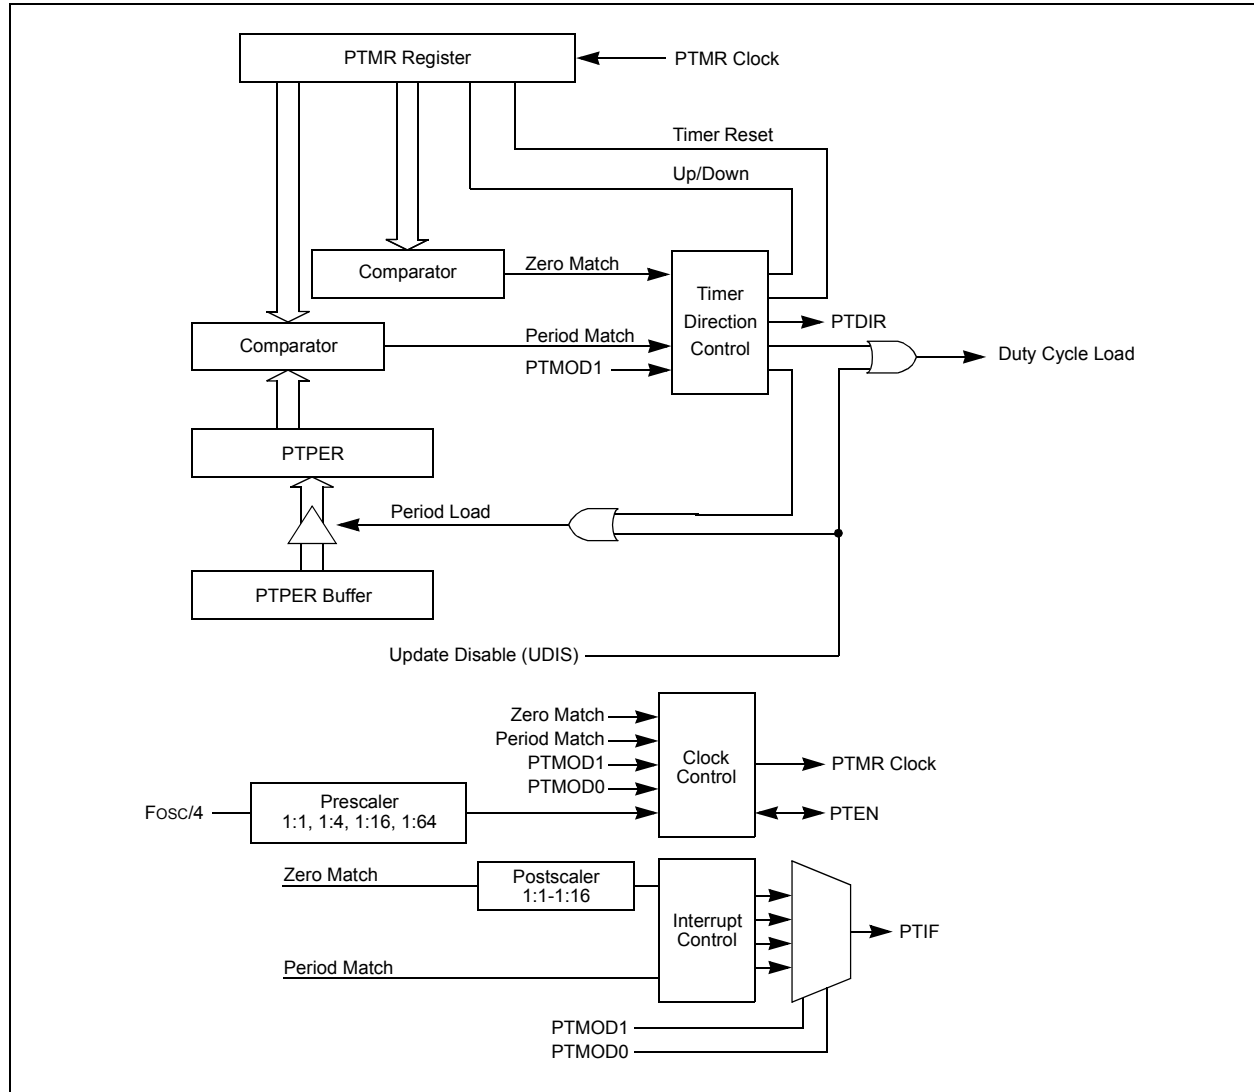 PTMR Register
PTMR Clock
Timer Reset
Up/Down
Comparator
Zero Match
Timer
Direction
Control
PTDIR
Comparator
Period Match
PTMOD1
Duty Cycle Load
PTPER
Period Load
PTPER Buffer
Update Disable (UDIS)
Zero Match
Period Match
PTMOD1
PTMOD0
Clock
Control
PTMR Clock
PTEN
FOSC/4
Prescaler
1:1, 1:4, 1:16, 1:64
Zero Match
Postscaler
1:1-1:16
Interrupt
Control
PTIF
Period Match
PTMOD1
PTMOD0